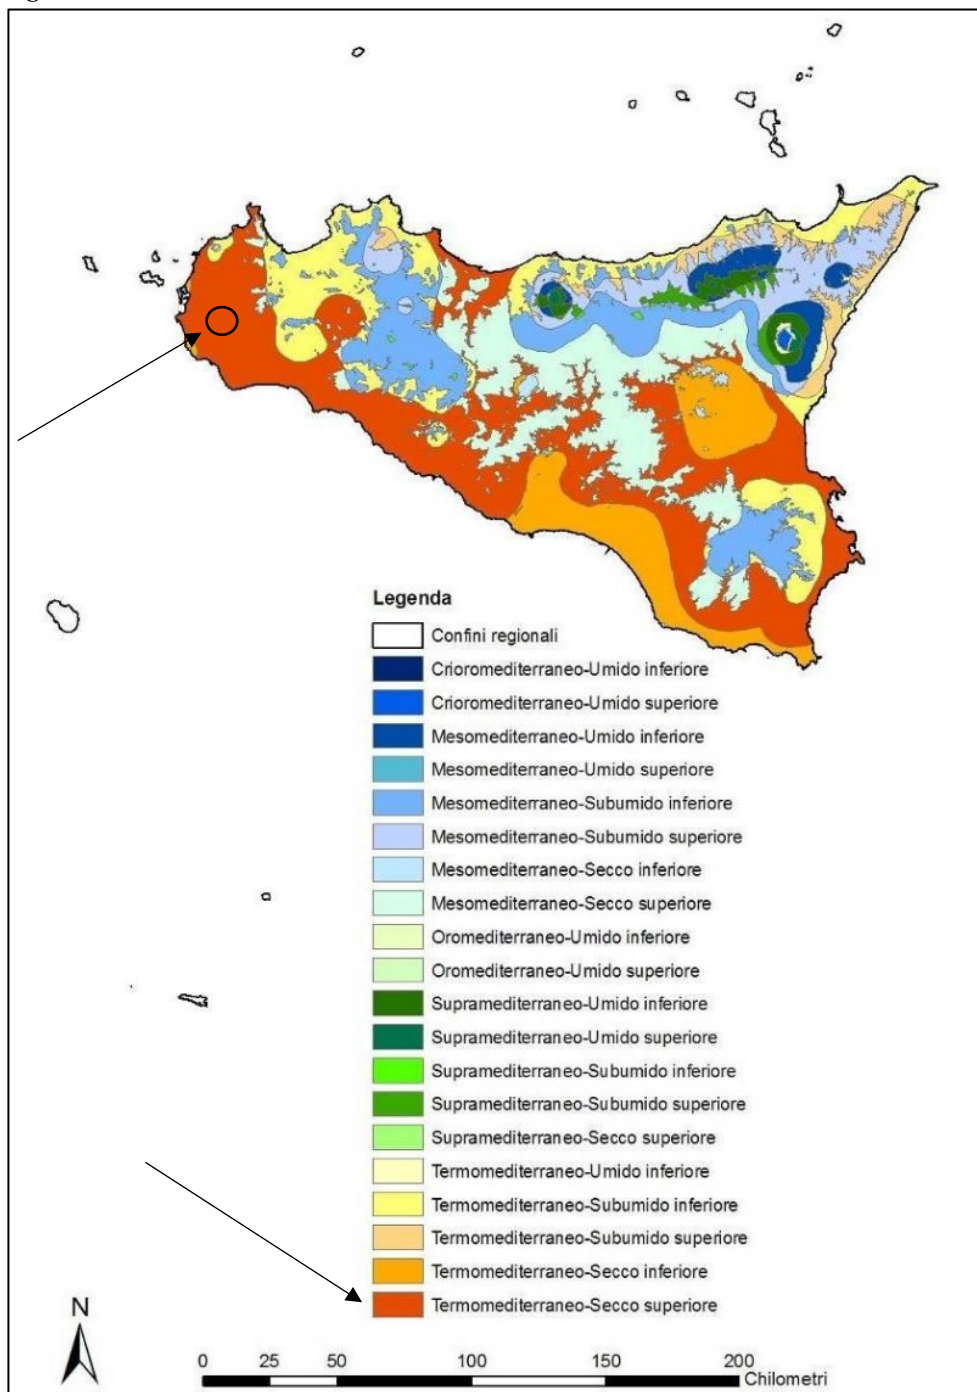 Legenda
Confini regionali
Crioromediterraneo-Umido inferiore
Crioromediterraneo-Umido superiore
Mesomediterraneo-Umido inferiore
Mesomediterraneo-Umido superiore
Mesomediterraneo-Subumido inferiore
Mesomediterraneo-Subumido superiore
Mesomediterraneo-Secco inferiore
Mesomediterraneo-Secco superiore
Oromediterraneo-Umido inferiore
Oromediterraneo-Umido superiore
Supramediterraneo-Umido inferiore
Supramediterraneo-Umido superiore
Supramediterraneo-Subumido inferiore
Supramediterraneo-Subumido superiore
Supramediterraneo-Secco superiore
Termomediterraneo-Umido inferiore
Termomediterraneo-Subumido inferiore
Termomediterraneo-Subumido superiore
Termomediterraneo-Secco inferiore
Termomediterraneo-Secco superiore
N
0 25 50 100 150 200
Chilometri